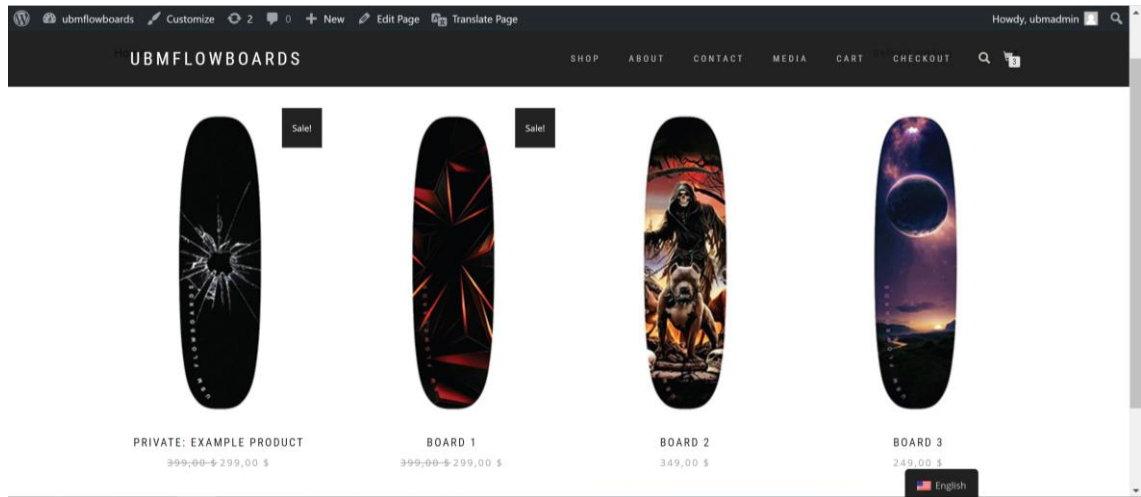 ubmflowboards Customize 2 0 New Edit Page Translate Page Howdy, ubmadmin
UBMFLOWBOARDS SHOP ABOUT CONTACT MEDIA CART CHECKOUT 3
Sale! Sale!
PRIVATE: EXAMPLE PRODUCT BOARD 1 BOARD 2 BOARD 3
399,00 $ 299,00 $ 399,00 $ 299,00 $ 349,00 $ 249,00 $
English